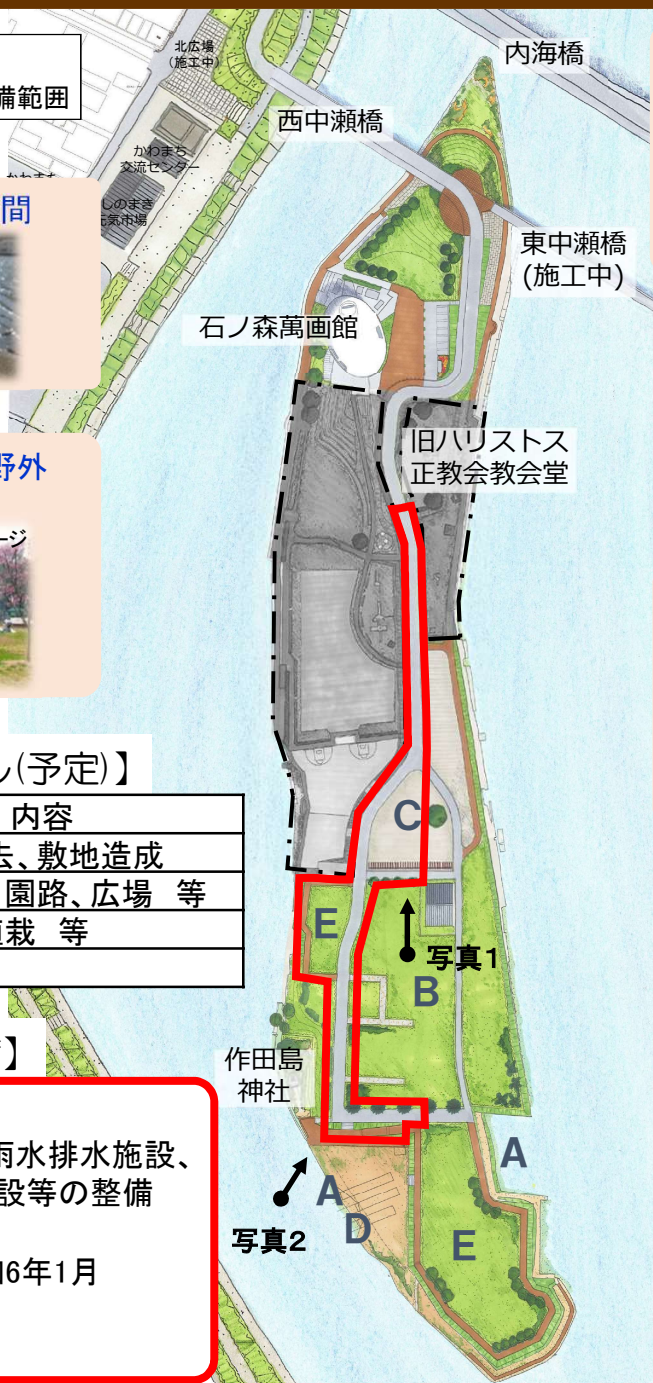 備範囲
間
野外
ージ
ル(予定)】
内容
去、敷地造成
園路、広場 等
植栽 等
】
雨水排水施設、
設等の整備
和6年1月
北広場
(施工中)
かわまち
交流センター
かわまち
しのまき
元気市場
内海橋
西中瀬橋
東中瀬橋
(施工中)
石ノ森萬画館
旧ハリストス
正教会教会堂
C
E
写真1
B
作田島
神社
A
A
写真2
D
E